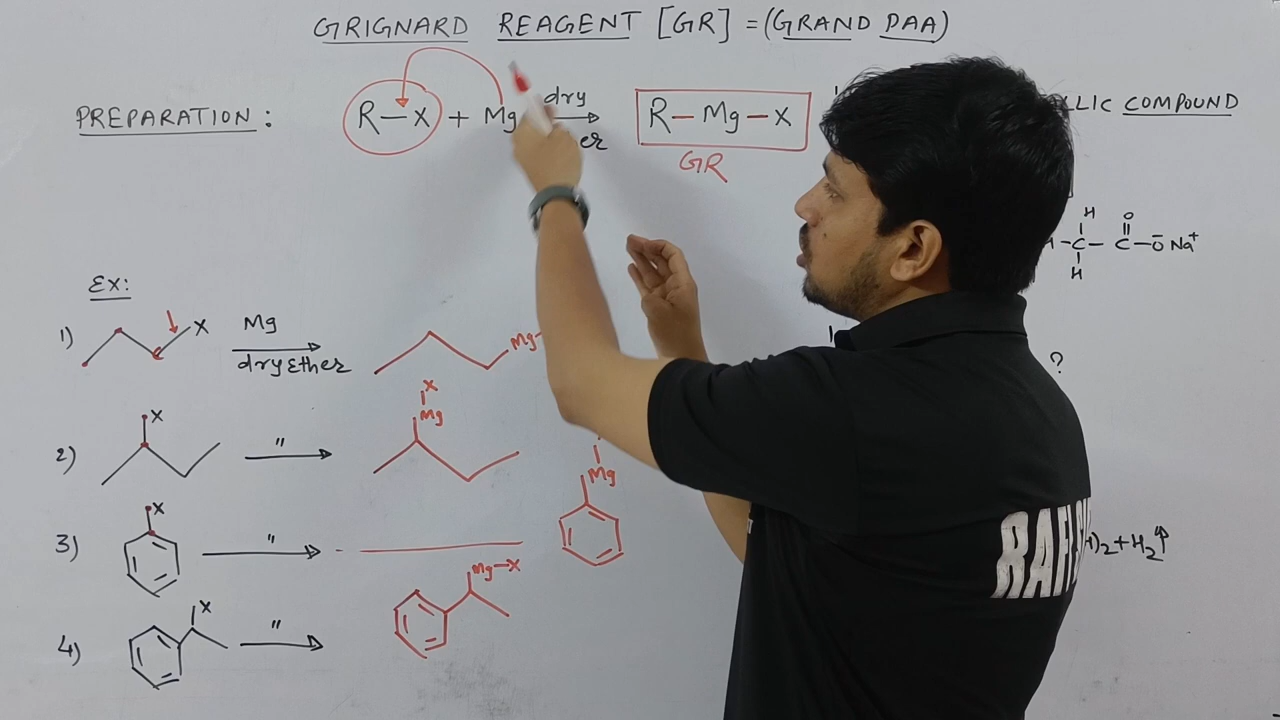 GRIGNARD REAGENT [GR] = (GRAND PAA)
PREPARATION : R—X + Mg dry er R—Mg—X LLIC COMPOUND
GR
H O
-C-C-O⁻ Na⁺
H
EX:
1) X Mg dry Ether Mg-
?
2) X " X Mg
Mg
3) X "
)₂ + H₂↑
4) X " Mg-X